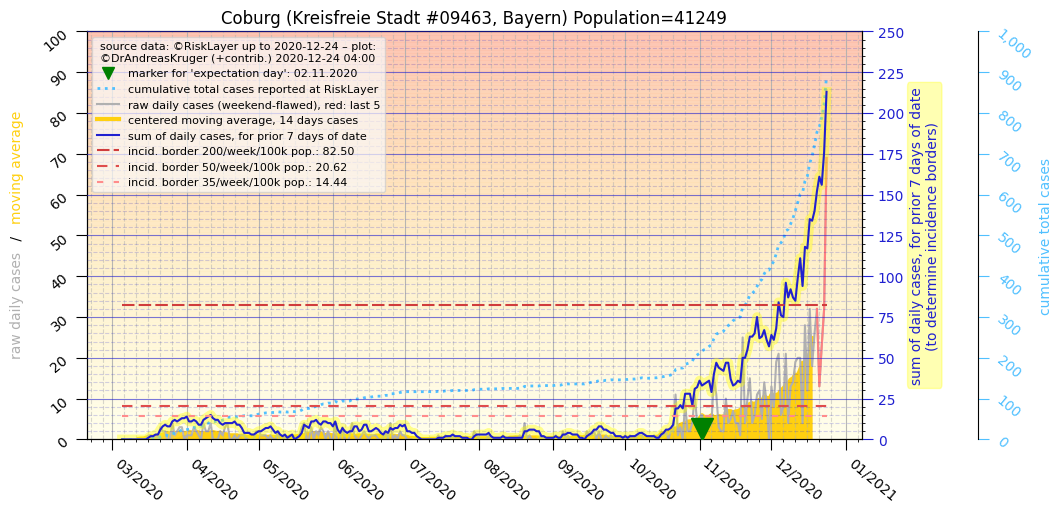 Coburg (Kreisfreie Stadt #09463, Bayern) Population=41249
source data: ©RiskLayer up to 2020-12-24 – plot:
©DrAndreasKruger (+contrib.) 2020-12-24 04:00
marker for 'expectation day': 02.11.2020
cumulative total cases reported at RiskLayer
raw daily cases (weekend-flawed), red: last 5
centered moving average, 14 days cases
sum of daily cases, for prior 7 days of date
incid. border 200/week/100k pop.: 82.50
incid. border 50/week/100k pop.: 20.62
incid. border 35/week/100k pop.: 14.44
raw daily cases / moving average
100
90
80
70
60
50
40
30
20
10
0
250
225
200
175
150
125
100
75
50
25
0
sum of daily cases, for prior 7 days of date
(to determine incidence borders)
1,000
900
800
700
600
500
400
300
200
100
0
cumulative total cases
03/2020
04/2020
05/2020
06/2020
07/2020
08/2020
09/2020
10/2020
11/2020
12/2020
01/2021